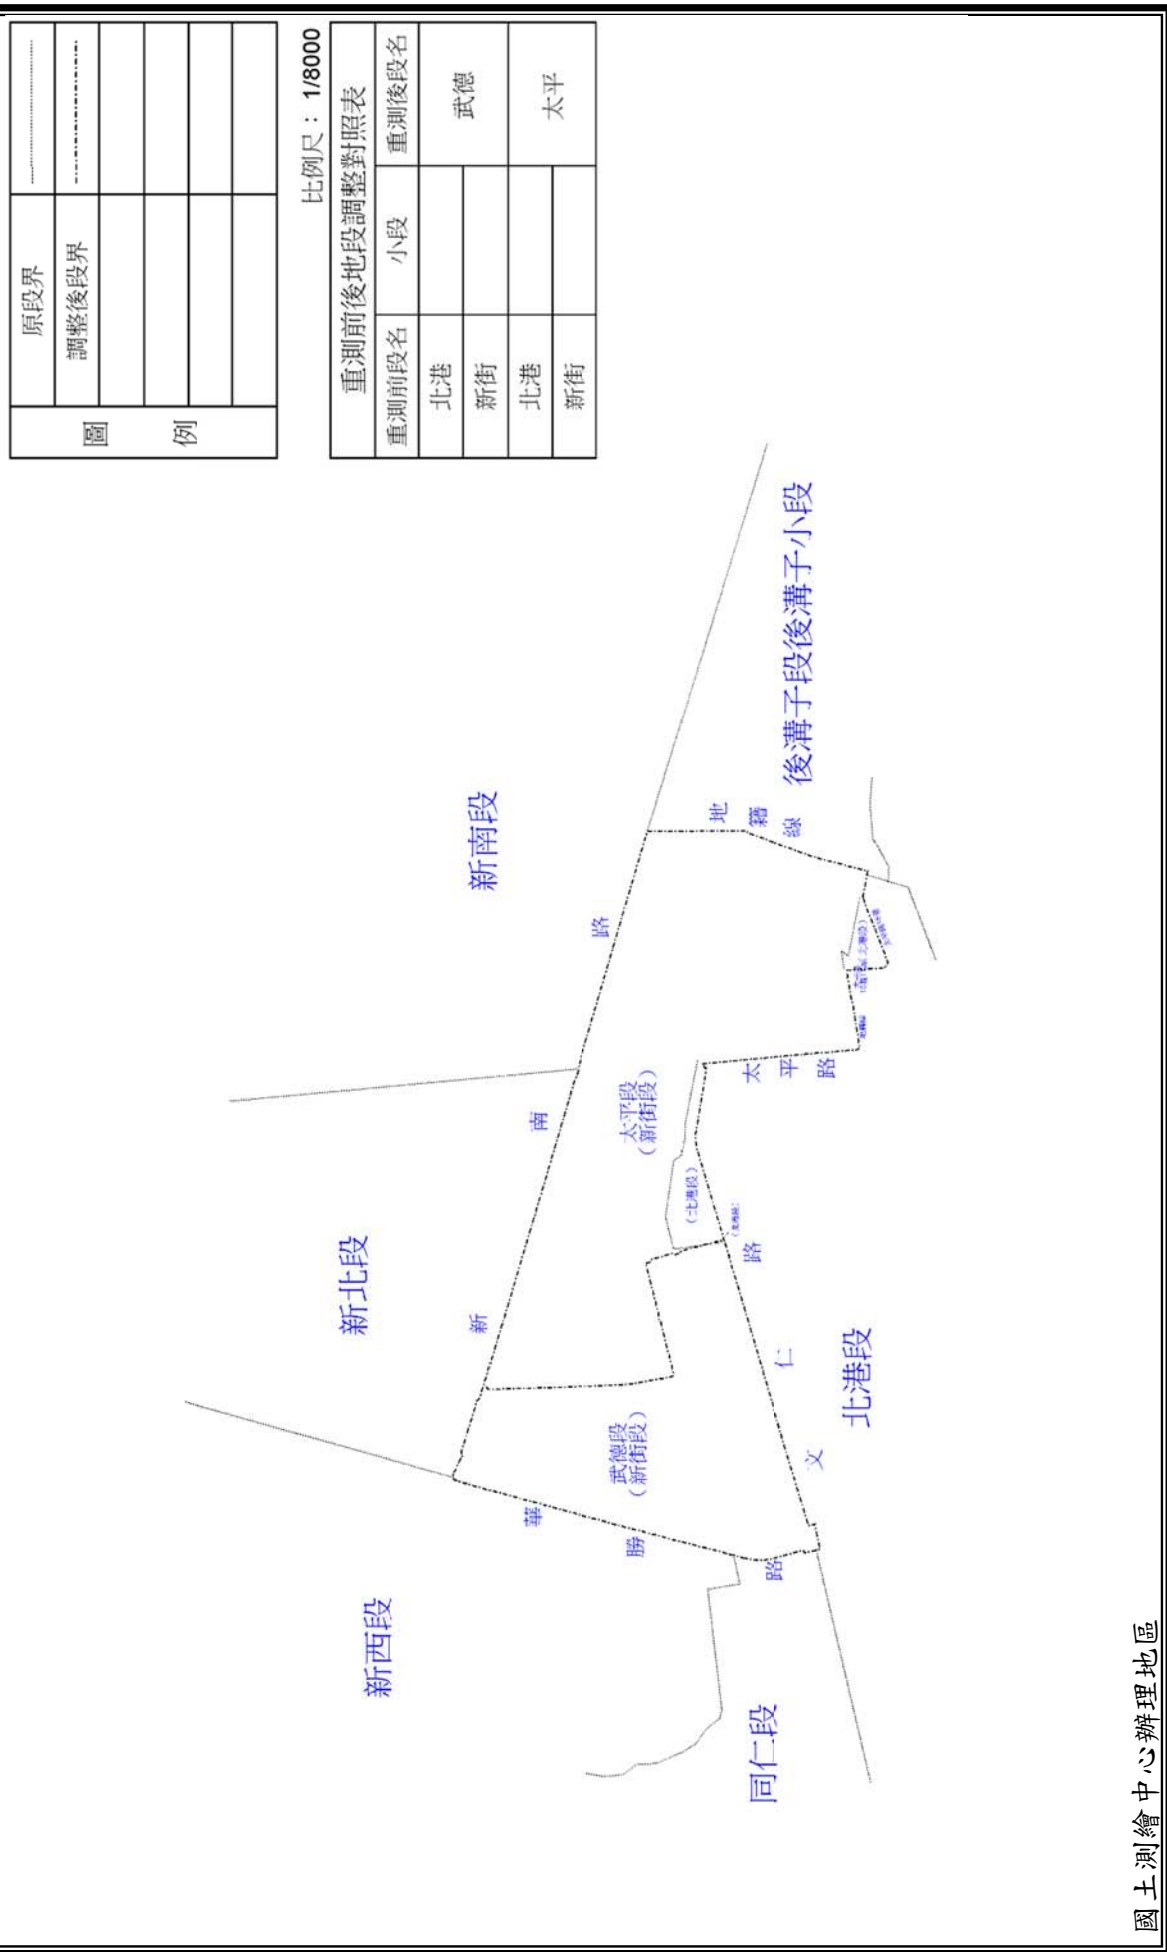 國土測繪中心辦理地區
圖例
原段界
調整後段界
比例尺：1/8000
重測前後地段調整對照表
重測前段名 小段 重測後段名
北港 武德
新街
北港 太平
新街
新西段
新北段
新南段
同仁段
北港段
後溝子段後溝子小段
武德段
（新街段）
太平段
（新街段）
（北港段）
（北港段）
新南路
華勝路
文仁路
太平路
地籍線